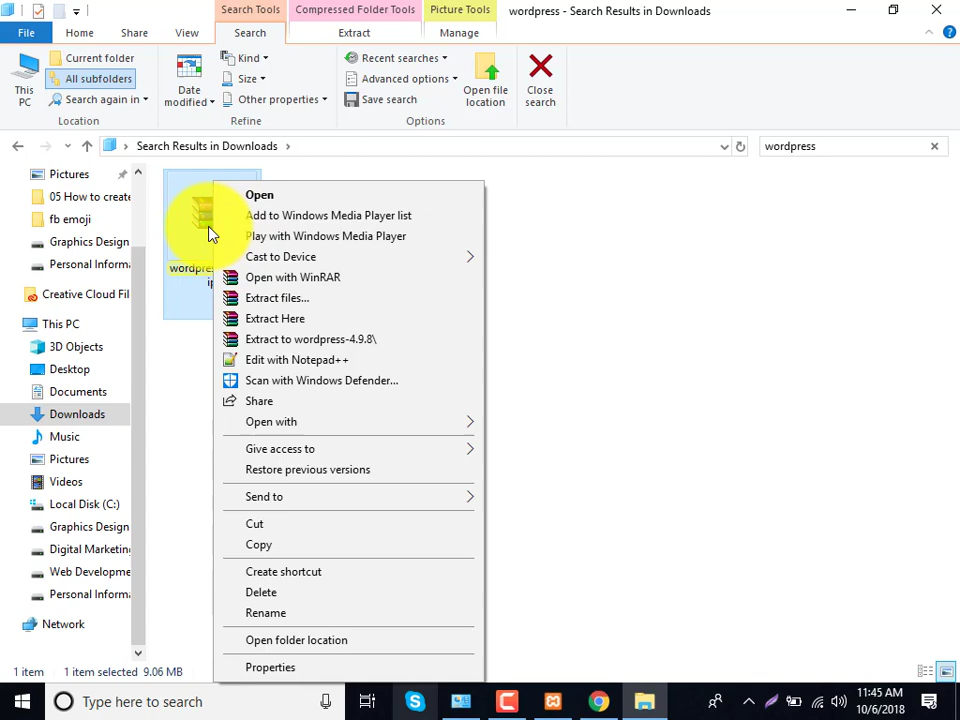 Search Tools
Compressed Folder Tools
Picture Tools
wordpress - Search Results in Downloads
File
Home
Share
View
Search
Extract
Manage
This PC
Current folder
All subfolders
Search again in
Location
Date modified
Kind
Size
Other properties
Refine
Recent searches
Advanced options
Save search
Open file location
Options
Close search
Search Results in Downloads
wordpress
Pictures
05 How to create
fb emoji
Graphics Design
Personal Inform
Creative Cloud Fil
This PC
3D Objects
Desktop
Documents
Downloads
Music
Pictures
Videos
Local Disk (C:)
Graphics Design
Digital Marketing
Web Developme
Personal Inform
Network
Open
Add to Windows Media Player list
Play with Windows Media Player
Cast to Device
Open with WinRAR
Extract files...
Extract Here
Extract to wordpress-4.9.8\
Edit with Notepad++
Scan with Windows Defender...
Share
Open with
Give access to
Restore previous versions
Send to
Cut
Copy
Create shortcut
Delete
Rename
Open folder location
Properties
1 item
1 item selected 9.06 MB
Type here to search
11:45 AM
10/6/2018